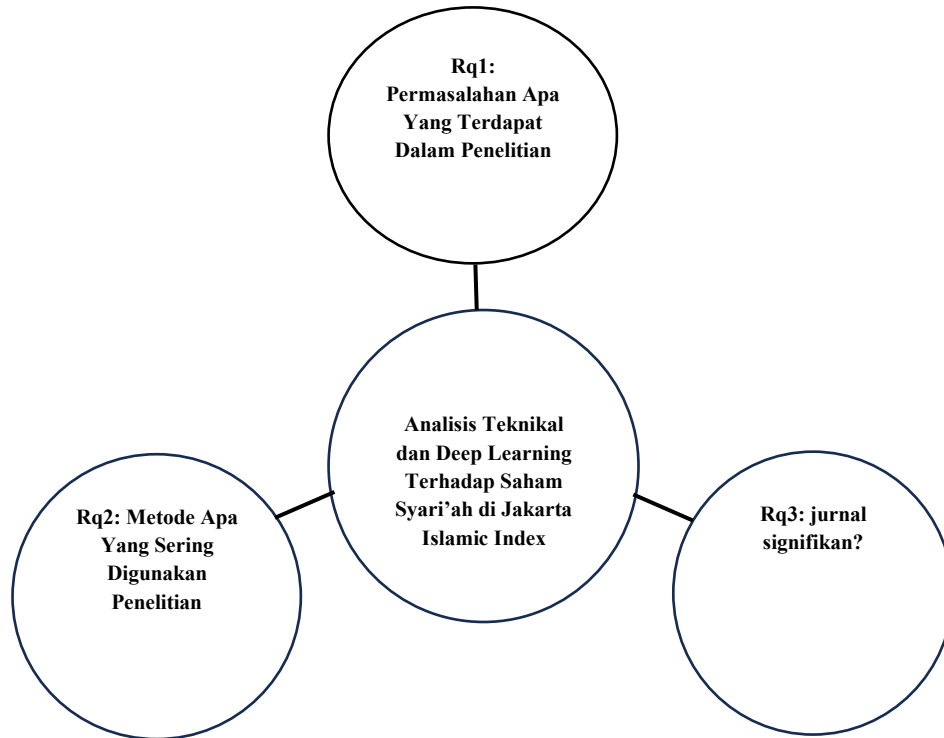 Rq1:
Permasalahan Apa
Yang Terdapat
Dalam Penelitian
Analisis Teknikal
dan Deep Learning
Terhadap Saham
Syari’ah di Jakarta
Islamic Index
Rq2: Metode Apa
Yang Sering
Digunakan
Penelitian
Rq3: jurnal
signifikan?